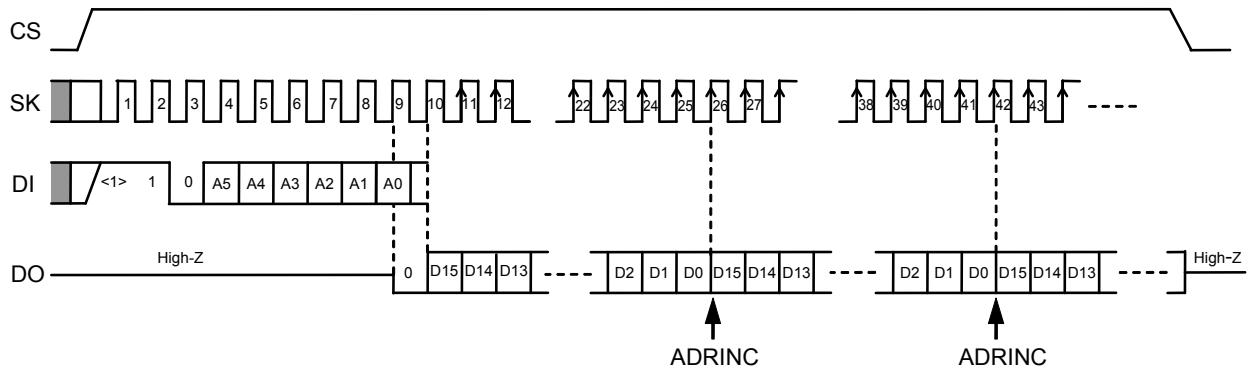 CS
SK 1 2 3 4 5 6 7 8 9 10 11 12 22 23 24 25 26 27 38 39 40 41 42 43
DI <1> 1 0 A5 A4 A3 A2 A1 A0
DO High-Z 0 D15 D14 D13 D2 D1 D0 D15 D14 D13 D2 D1 D0 D15 D14 D13 High-Z
ADRINC ADRINC